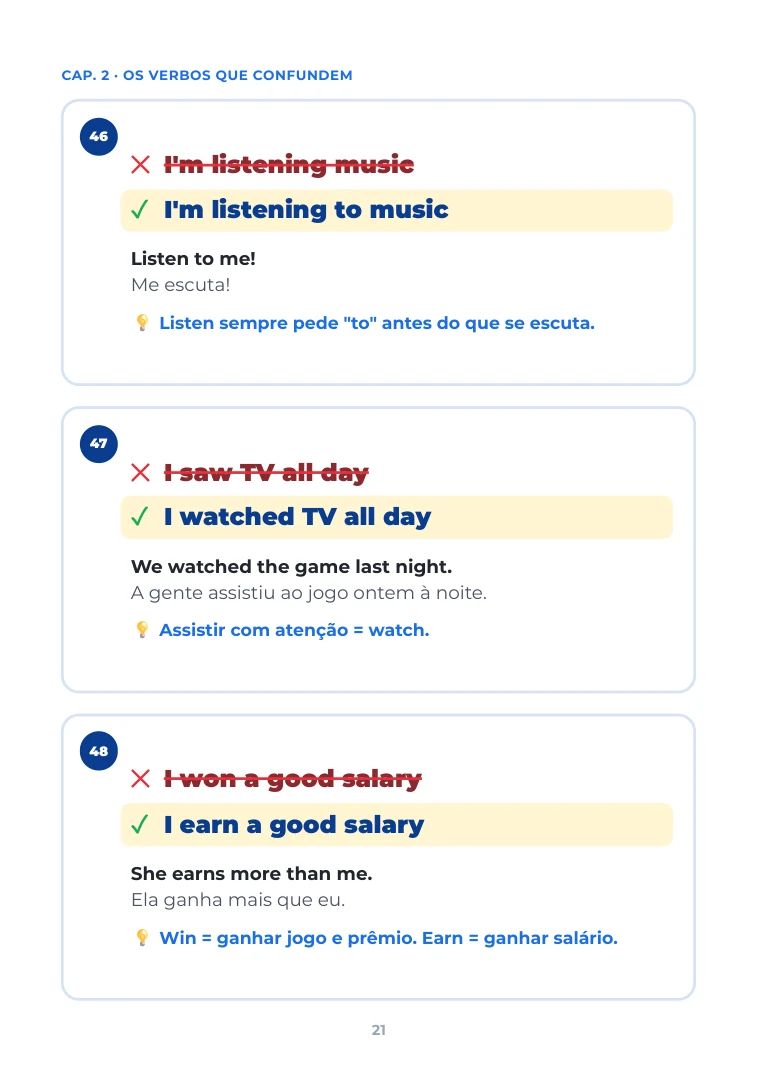 CAP. 2 · OS VERBOS QUE CONFUNDEM
46
I'm listening music
I'm listening to music
Listen to me!
Me escuta!
Listen sempre pede "to" antes do que se escuta.
47
I saw TV all day
I watched TV all day
We watched the game last night.
A gente assistiu ao jogo ontem à noite.
Assistir com atenção = watch.
48
I won a good salary
I earn a good salary
She earns more than me.
Ela ganha mais que eu.
Win = ganhar jogo e prêmio. Earn = ganhar salário.
21